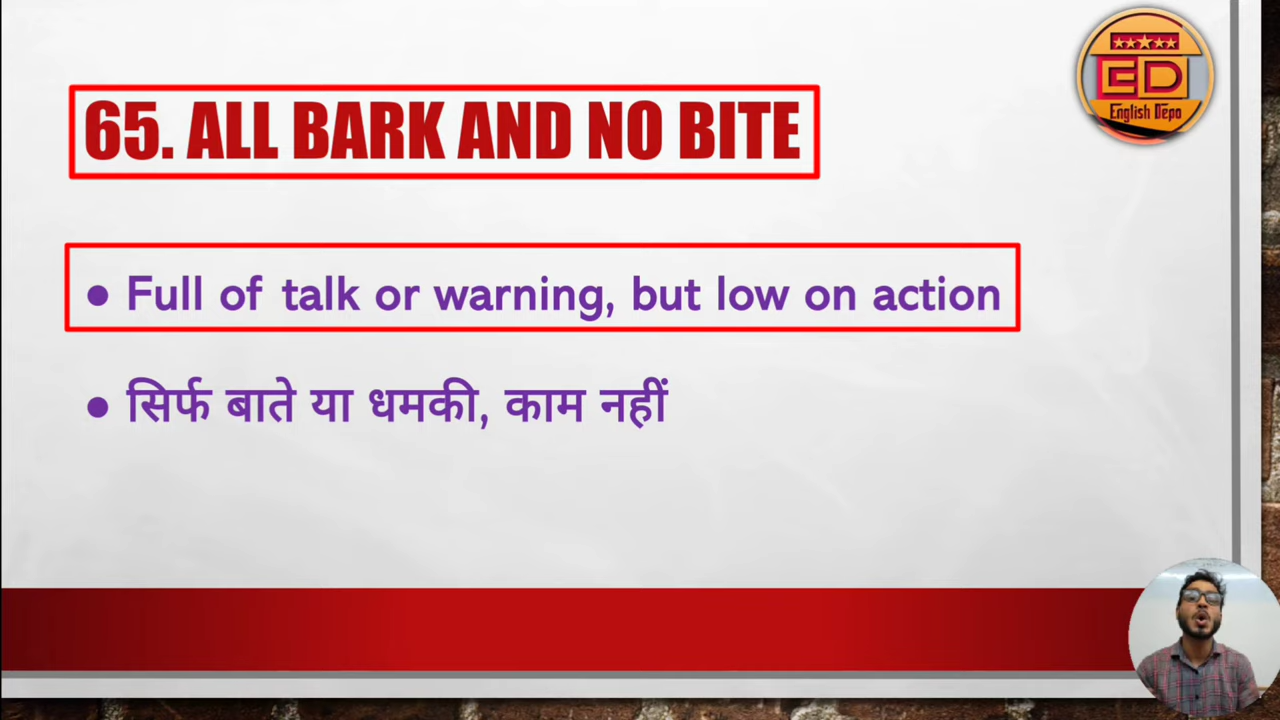 65. ALL BARK AND NO BITE
★★★★★
ED
English Depo
● Full of talk or warning, but low on action
● सिर्फ बाते या धमकी, काम नहीं